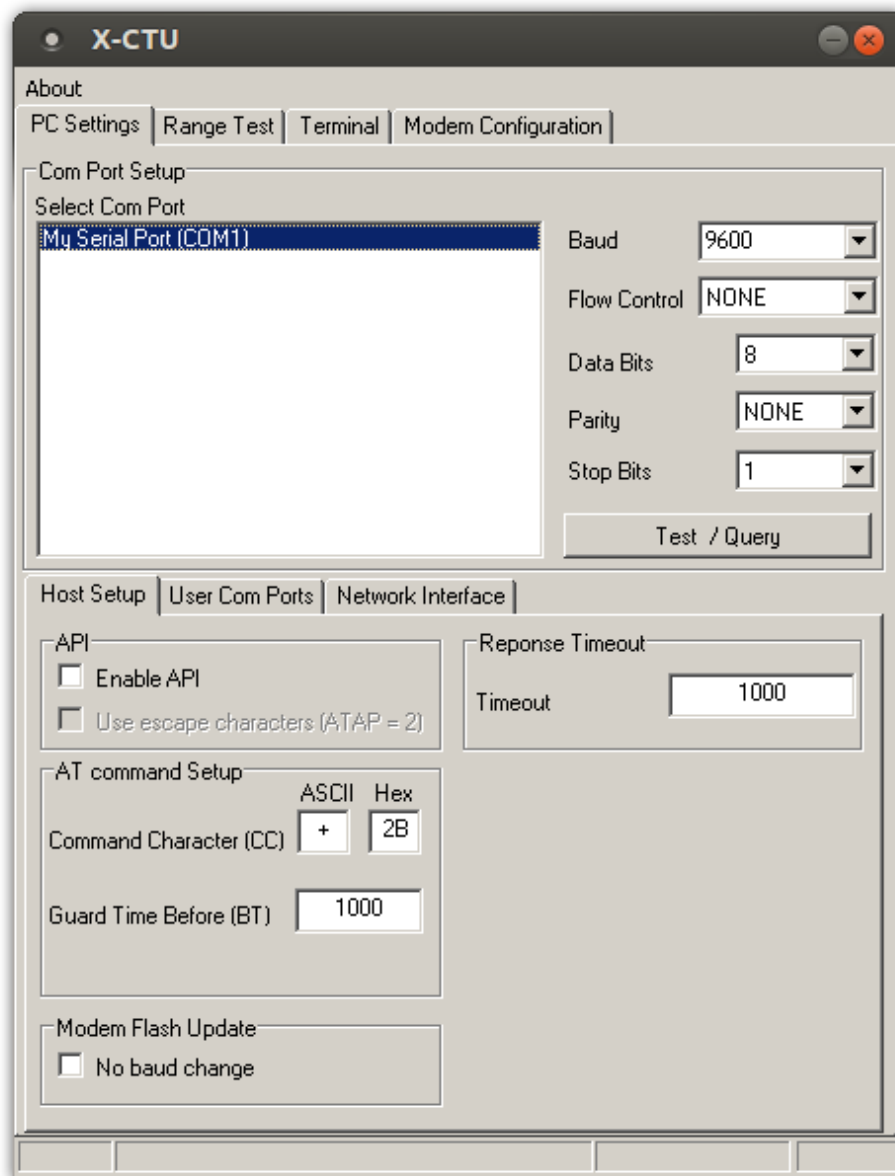 X-CTU
About
PC Settings Range Test Terminal Modem Configuration
Com Port Setup
Select Com Port
My Serial Port (COM1)
Baud 9600
Flow Control NONE
Data Bits 8
Parity NONE
Stop Bits 1
Test / Query
Host Setup User Com Ports Network Interface
API
Enable API
Use escape characters (ATAP = 2)
Reponse Timeout
Timeout 1000
AT command Setup
ASCII Hex
Command Character (CC) + 2B
Guard Time Before (BT) 1000
Modem Flash Update
No baud change